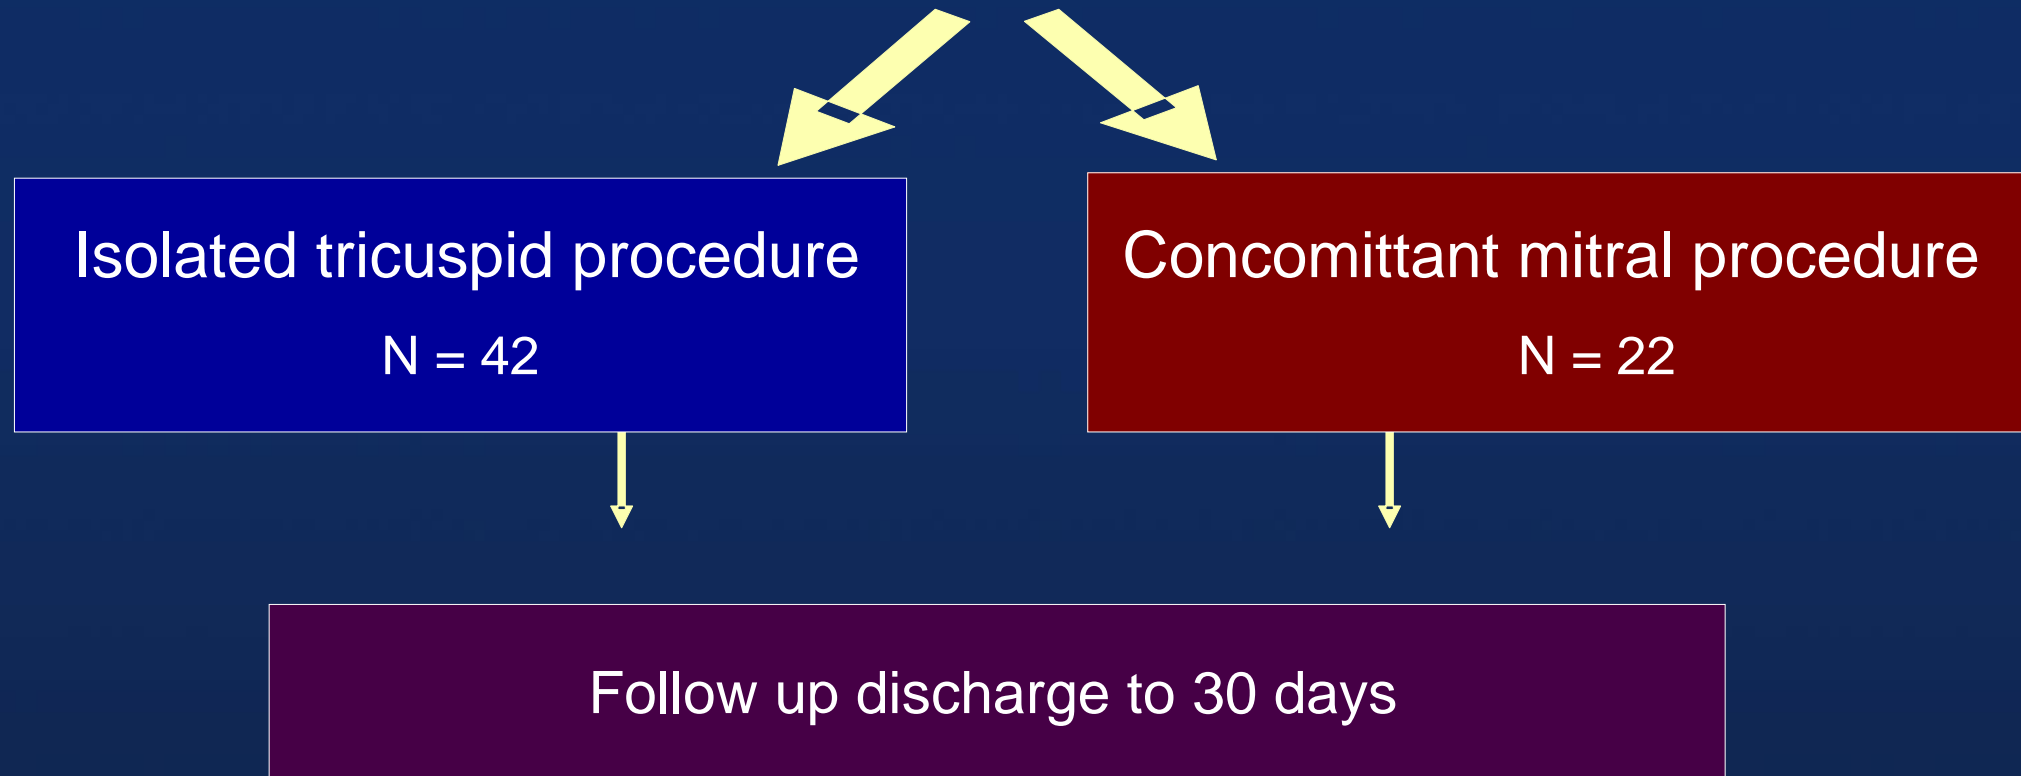 Isolated tricuspid procedure
N = 42
Concomittant mitral procedure
N = 22
Follow up discharge to 30 days